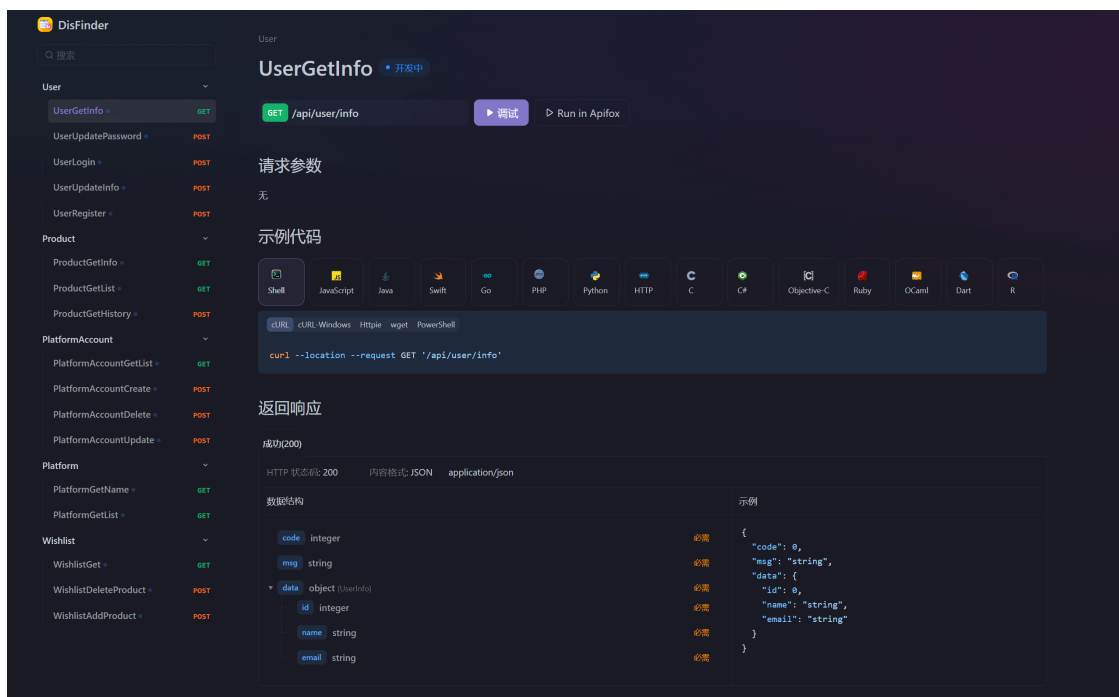 DisFinder
搜索
User
UserGetInfo GET
UserUpdatePassword POST
UserLogin POST
UserUpdateInfo POST
UserRegister POST
Product
ProductGetInfo GET
ProductGetList GET
ProductGetHistory POST
PlatformAccount
PlatformAccountGetList GET
PlatformAccountCreate POST
PlatformAccountDelete POST
PlatformAccountUpdate POST
Platform
PlatformGetName GET
PlatformGetList GET
Wishlist
WishlistGet GET
WishlistDeleteProduct POST
WishlistAddProduct POST
User
UserGetInfo 开发中
GET /api/user/info 调试 Run in Apifox
请求参数
无
示例代码
Shell JavaScript Java Swift Go PHP Python HTTP C C# Objective-C Ruby OCaml Dart R
cURL cURL-Windows Httpie wget PowerShell
curl --location --request GET '/api/user/info'
返回响应
成功(200)
HTTP 状态码: 200 内容格式: JSON application/json
数据结构
code integer 必需
msg string 必需
data object (UserInfo) 必需
id integer 必需
name string 必需
email string 必需
示例
{
"code": 0,
"msg": "string",
"data": {
"id": 0,
"name": "string",
"email": "string"
}
}